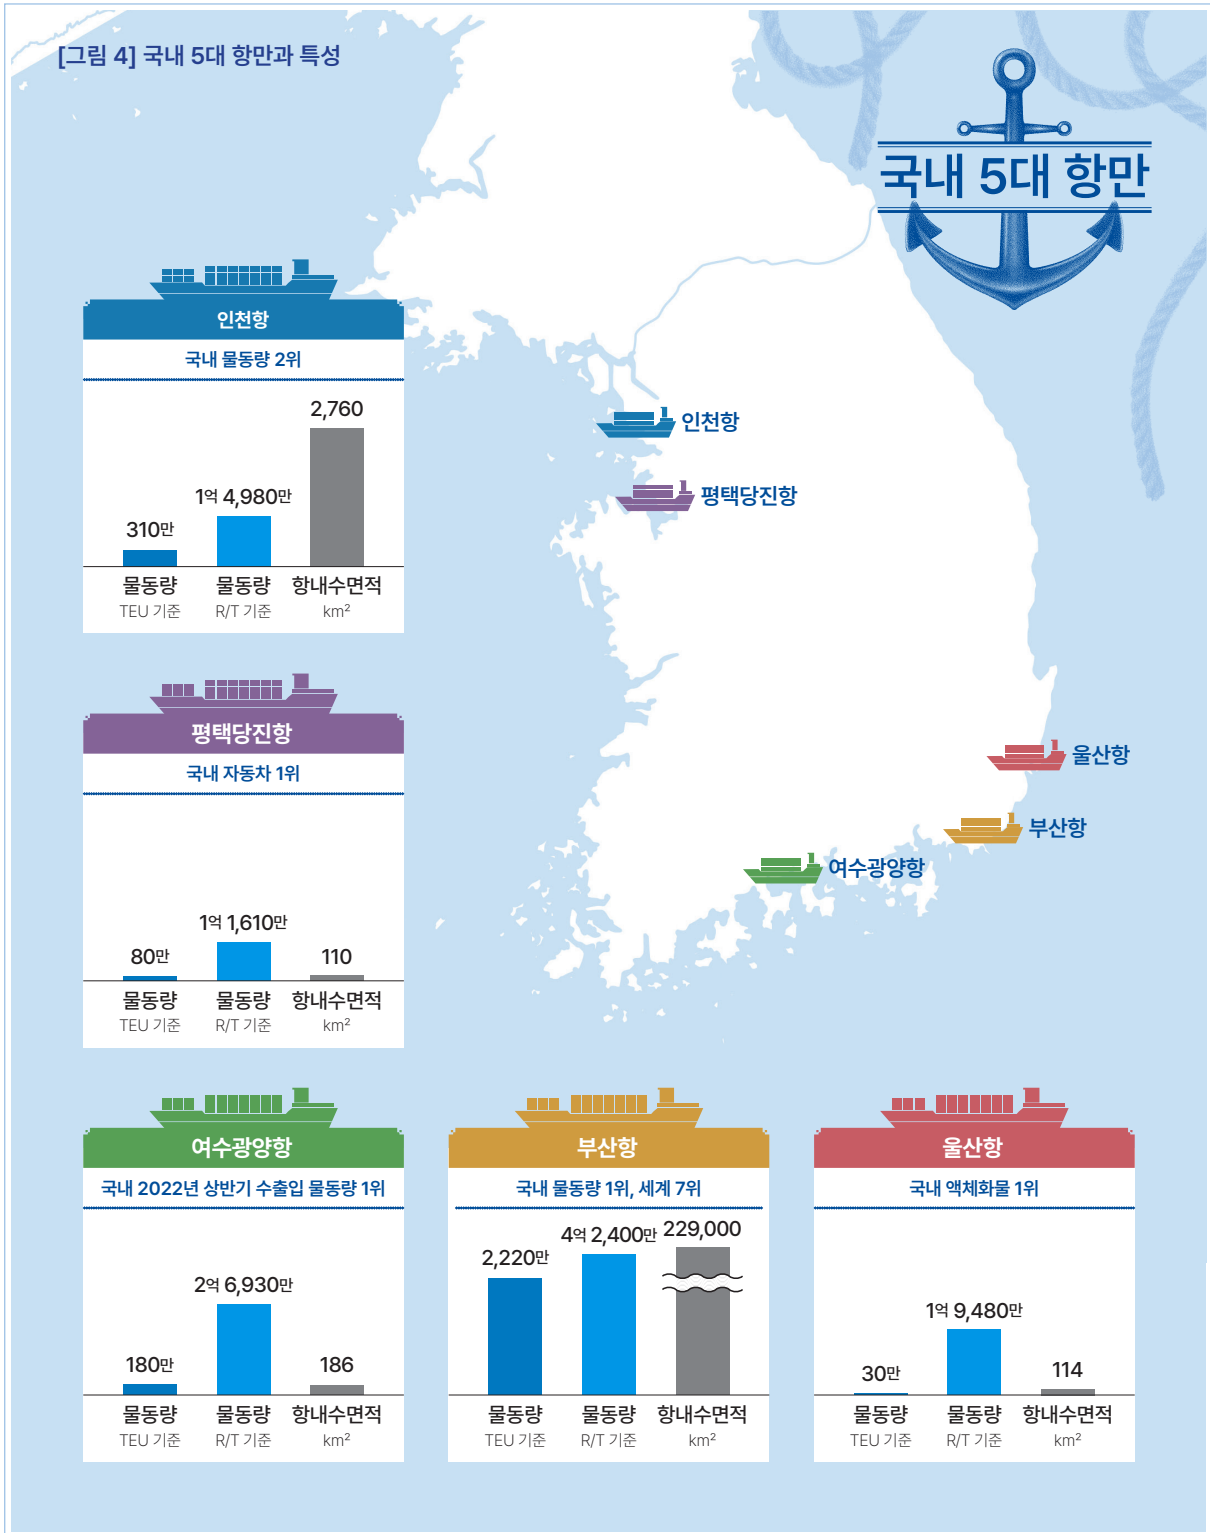 [그림 4] 국내 5대 항만과 특성
국내 5대 항만
인천항
국내 물동량 2위
310만
1억 4,980만
2,760
물동량
TEU 기준
물동량
R/T 기준
항내수면적
km²
인천항
평택당진항
울산항
부산항
여수광양항
평택당진항
국내 자동차 1위
80만
1억 1,610만
110
물동량
TEU 기준
물동량
R/T 기준
항내수면적
km²
여수광양항
국내 2022년 상반기 수출입 물동량 1위
180만
2억 6,930만
186
물동량
TEU 기준
물동량
R/T 기준
항내수면적
km²
부산항
국내 물동량 1위, 세계 7위
2,220만
4억 2,400만
229,000
물동량
TEU 기준
물동량
R/T 기준
항내수면적
km²
울산항
국내 액체화물 1위
30만
1억 9,480만
114
물동량
TEU 기준
물동량
R/T 기준
항내수면적
km²